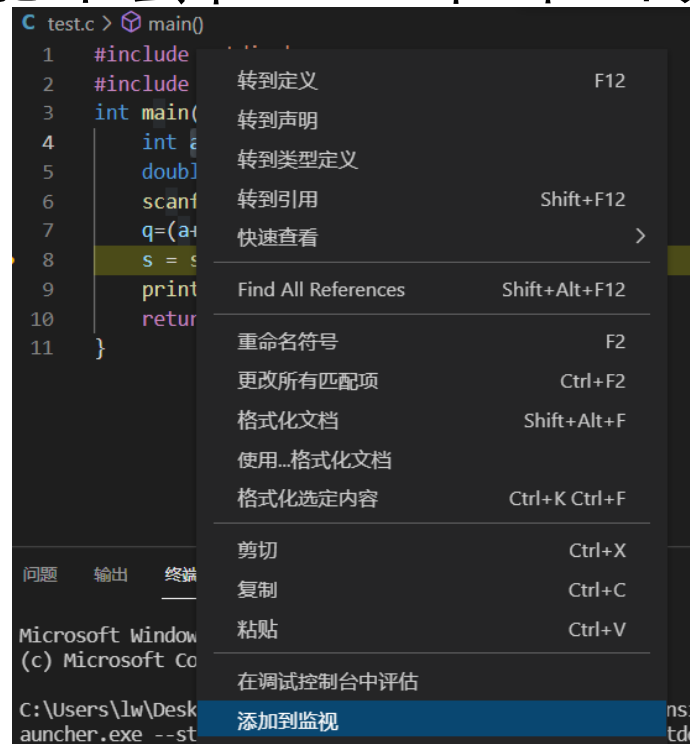 C test.c > main()
1 #include
2 #include
3 int main(
4 int a
5 doubl
6 scanf
7 q=(a+
8 s = s
9 print
10 retur
11 }
转到定义 F12
转到声明
转到类型定义
转到引用 Shift+F12
快速查看 >
Find All References Shift+Alt+F12
重命名符号 F2
更改所有匹配项 Ctrl+F2
格式化文档 Shift+Alt+F
使用...格式化文档
格式化选定内容 Ctrl+K Ctrl+F
剪切 Ctrl+X
复制 Ctrl+C
粘贴 Ctrl+V
在调试控制台中评估
添加到监视
问题 输出 终端
Microsoft Window
(c) Microsoft Co
C:\Users\lw\Desk
auncher.exe --st